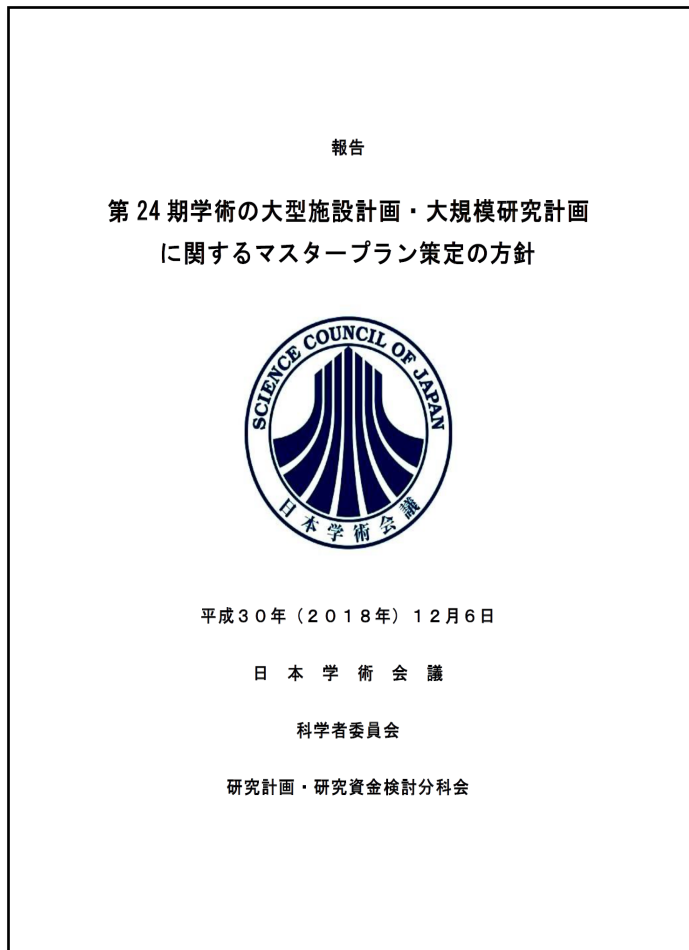 報告
第 24 期学術の大型施設計画・大規模研究計画
に関するマスタープラン策定の方針
SCIENCE COUNCIL OF JAPAN
日本学術会議
平成３０年（２０１８年）１２月６日
日　本　学　術　会　議
科学者委員会
研究計画・研究資金検討分科会